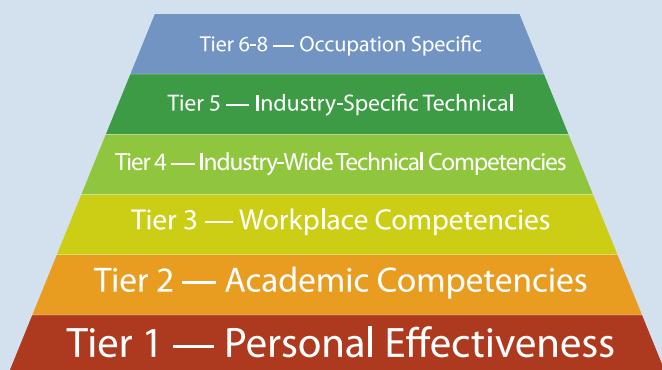 Tier 6-8 — Occupation Specific
Tier 5 — Industry-Specific Technical
Tier 4 — Industry-Wide Technical Competencies
Tier 3 — Workplace Competencies
Tier 2 — Academic Competencies
Tier 1 — Personal Effectiveness